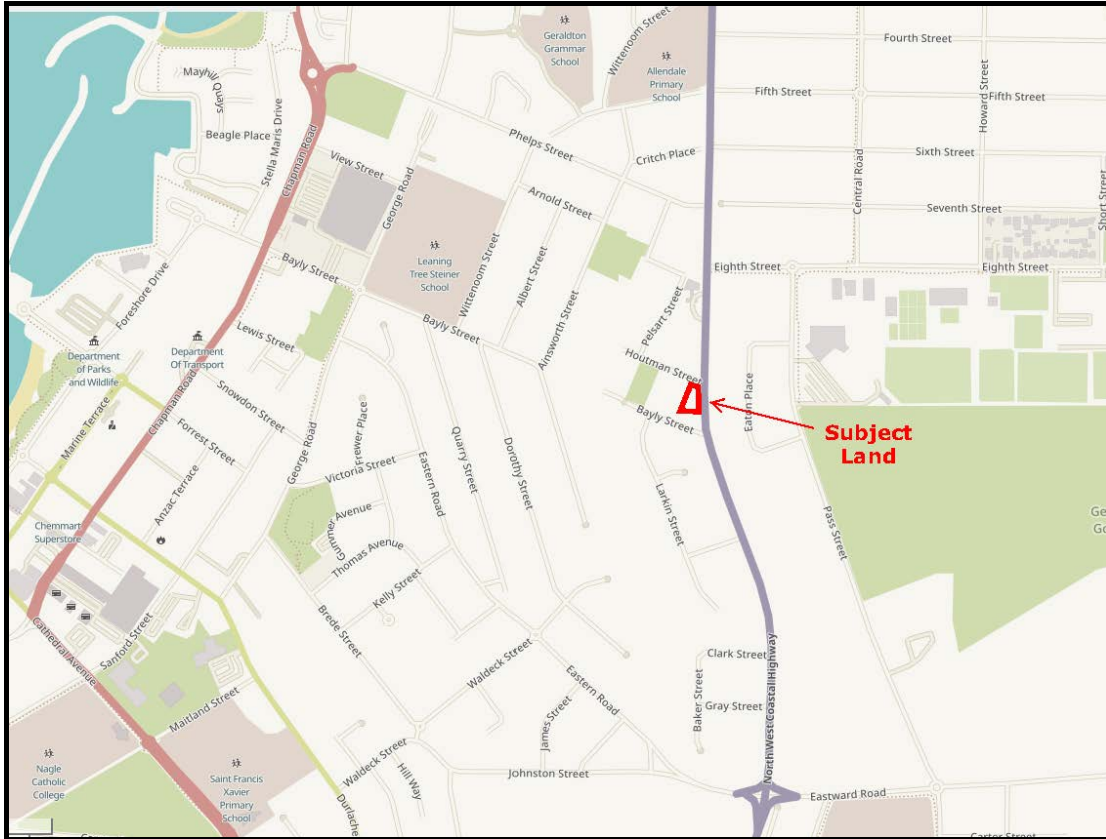 Geraldton
Grammar
School
Wittenoom Street
Allendale
Primary
School
Fourth Street
Fifth Street
Fifth Street
Howard Street
Mayhill Quays
Beagle Place
Stella Maris Drive
Chapman Road
View Street
George Road
Phelps Street
Critch Place
Sixth Street
Central Road
Arnold Street
Seventh Street
Short Street
Leaning
Tree Steiner
School
Wittenoom Street
Albert Street
Bayly Street
Foreshore Drive
Eighth Street
Eighth Street
Pelsart Street
Ainsworth Street
Bayly Street
Lewis Street
Department
of Parks
and Wildlife
Department
Of Transport
Houtman Street
Eaton Place
Bayly Street
Subject
Land
Snowdon Street
Marine Terrace
Chapman Road
Forrest Street
George Road
Frewer Place
Victoria Street
Eastern Road
Quarry Street
Dorothy Street
Anzac Terrace
Larkin Street
Pass Street
Ge
Go
Chemmart
Superstore
Gummer Avenue
Thomas Avenue
Kelly Street
Brede Street
Sanford Street
Cathedral Avenue
Waldeck Street
Clark Street
Baker Street
Gray Street
North West Coastal Highway
Eastern Road
Maitland Street
James Street
Waldeck Street
Hill Way
Johnston Street
Nagle
Catholic
College
Saint Francis
Xavier
Primary
School
Durlache
Eastward Road
Carter Street